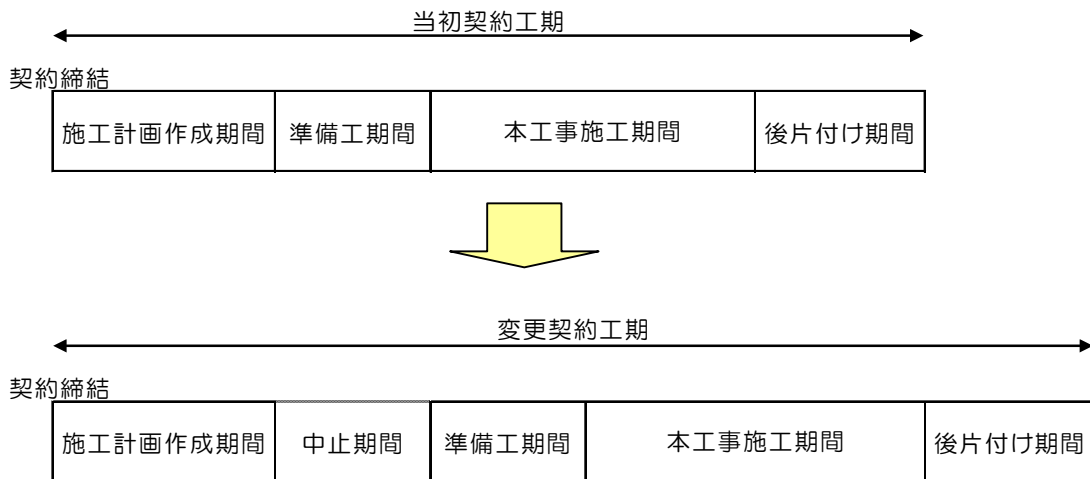 当初契約工期
契約締結
施工計画作成期間 準備工期間 本工事施工期間 後片付け期間
変更契約工期
契約締結
施工計画作成期間 中止期間 準備工期間 本工事施工期間 後片付け期間